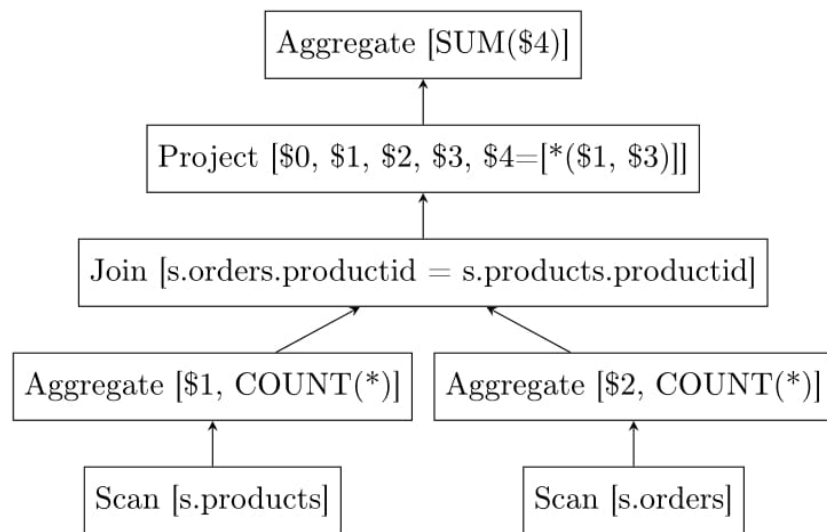 Aggregate [SUM($4)]
Project [$0, $1, $2, $3, $4=[*($1, $3)]]
Join [s.orders.productid = s.products.productid]
Aggregate [$1, COUNT(*)]
Aggregate [$2, COUNT(*)]
Scan [s.products]
Scan [s.orders]